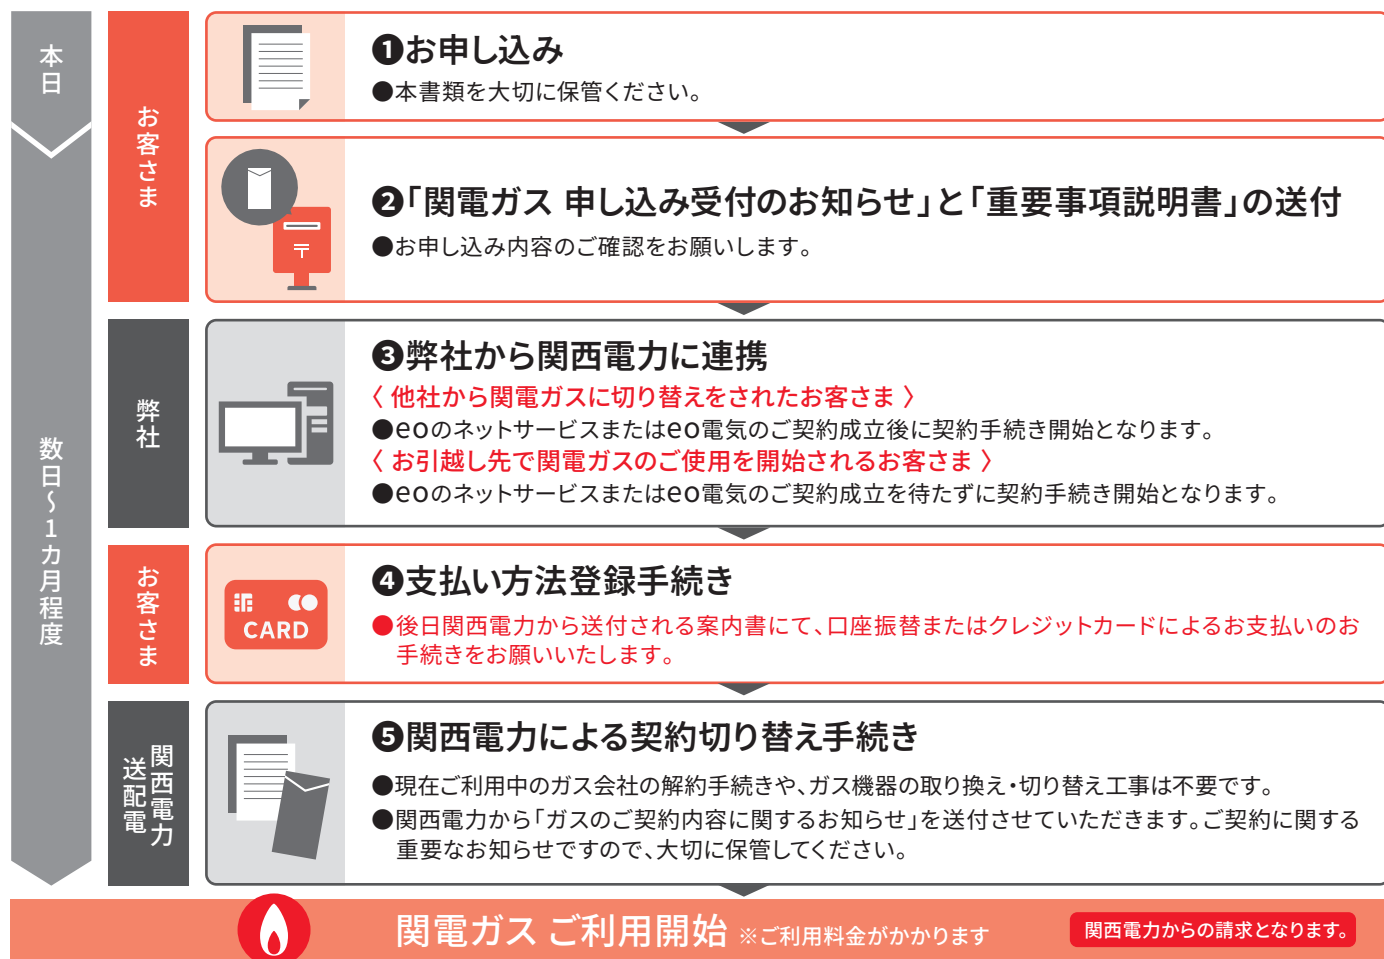 本日
お客さま
❶お申し込み
●本書類を大切に保管ください。
❷「関電ガス 申し込み受付のお知らせ」と「重要事項説明書」の送付
●お申し込み内容のご確認をお願いします。
数日～1カ月程度
弊社
❸弊社から関西電力に連携
〈 他社から関電ガスに切り替えをされたお客さま 〉
●eoのネットサービスまたはeo電気のご契約成立後に契約手続き開始となります。
〈 お引越し先で関電ガスのご使用を開始されるお客さま 〉
●eoのネットサービスまたはeo電気のご契約成立を待たずに契約手続き開始となります。
お客さま
CARD
❹支払い方法登録手続き
●後日関西電力から送付される案内書にて、口座振替またはクレジットカードによるお支払いのお
手続きをお願いいたします。
関西電力
送配電
❺関西電力による契約切り替え手続き
●現在ご利用中のガス会社の解約手続きや、ガス機器の取り換え・切り替え工事は不要です。
●関西電力から「ガスのご契約内容に関するお知らせ」を送付させていただきます。ご契約に関する
重要なお知らせですので、大切に保管してください。
関電ガス ご利用開始 ※ご利用料金がかかります
関西電力からの請求となります。